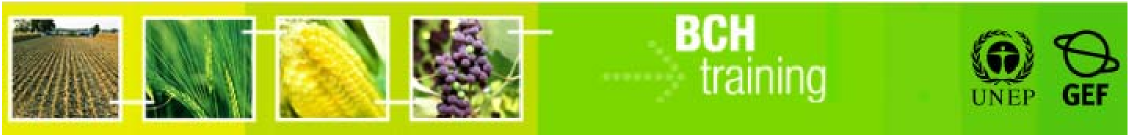 BCH
training
UNEP
GEF